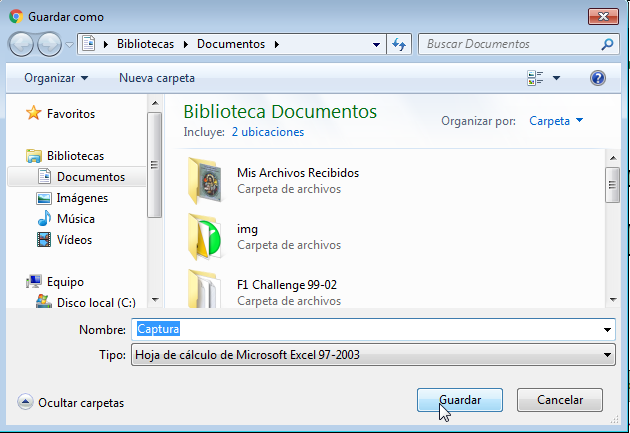 Guardar como
Bibliotecas Documentos
Buscar Documentos
Organizar Nueva carpeta
Favoritos
Bibliotecas
Documentos
Imágenes
Música
Vídeos
Equipo
Disco local (C:)
Biblioteca Documentos
Incluye: 2 ubicaciones
Organizar por: Carpeta
Mis Archivos Recibidos
Carpeta de archivos
img
Carpeta de archivos
F1 Challenge 99-02
Carpeta de archivos
Nombre: Captura
Tipo: Hoja de cálculo de Microsoft Excel 97-2003
Ocultar carpetas
Guardar Cancelar